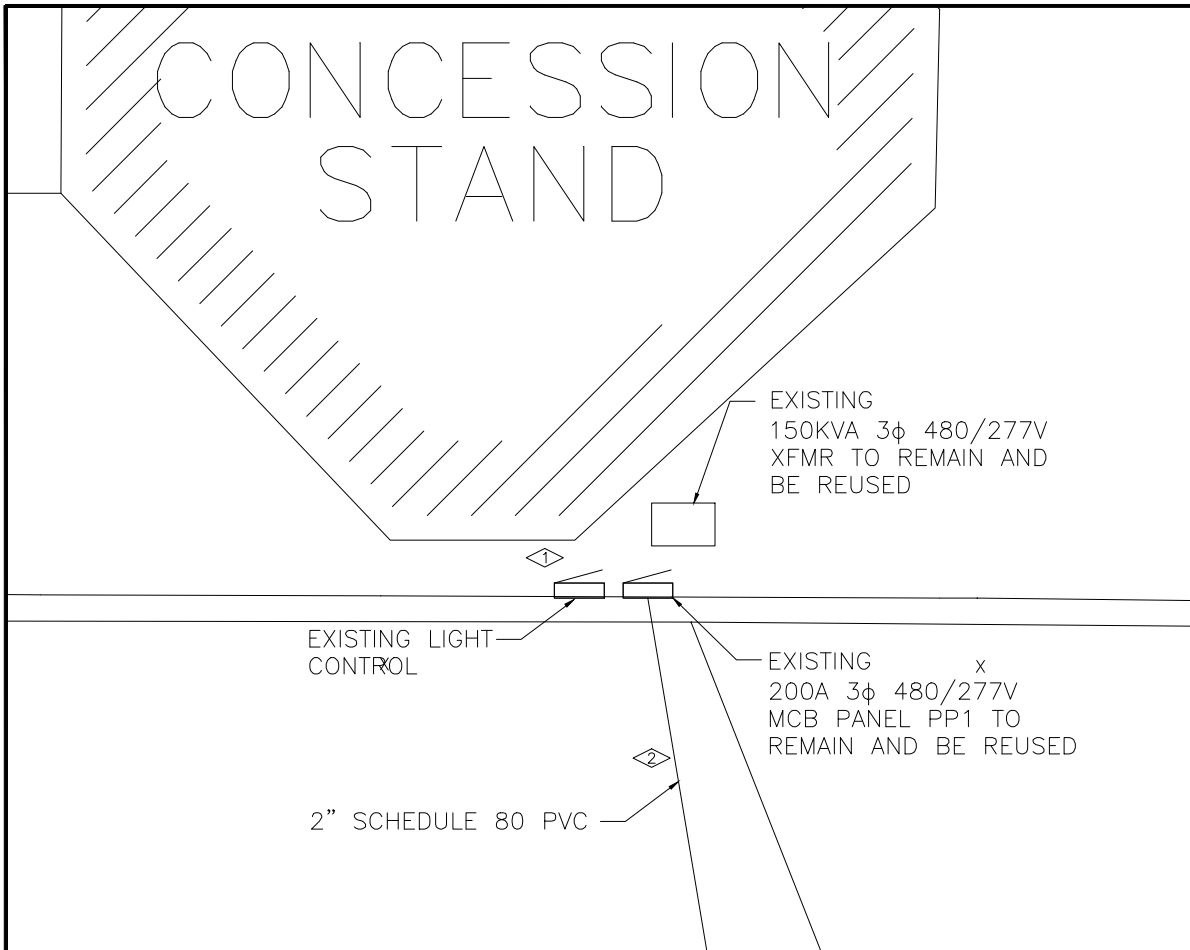 CONCESSION
STAND
EXISTING
150KVA 3ϕ 480/277V
XFMR TO REMAIN AND
BE REUSED
1
EXISTING LIGHT
CONTROL
x
EXISTING
x
200A 3ϕ 480/277V
MCB PANEL PP1 TO
REMAIN AND BE REUSED
2
2” SCHEDULE 80 PVC